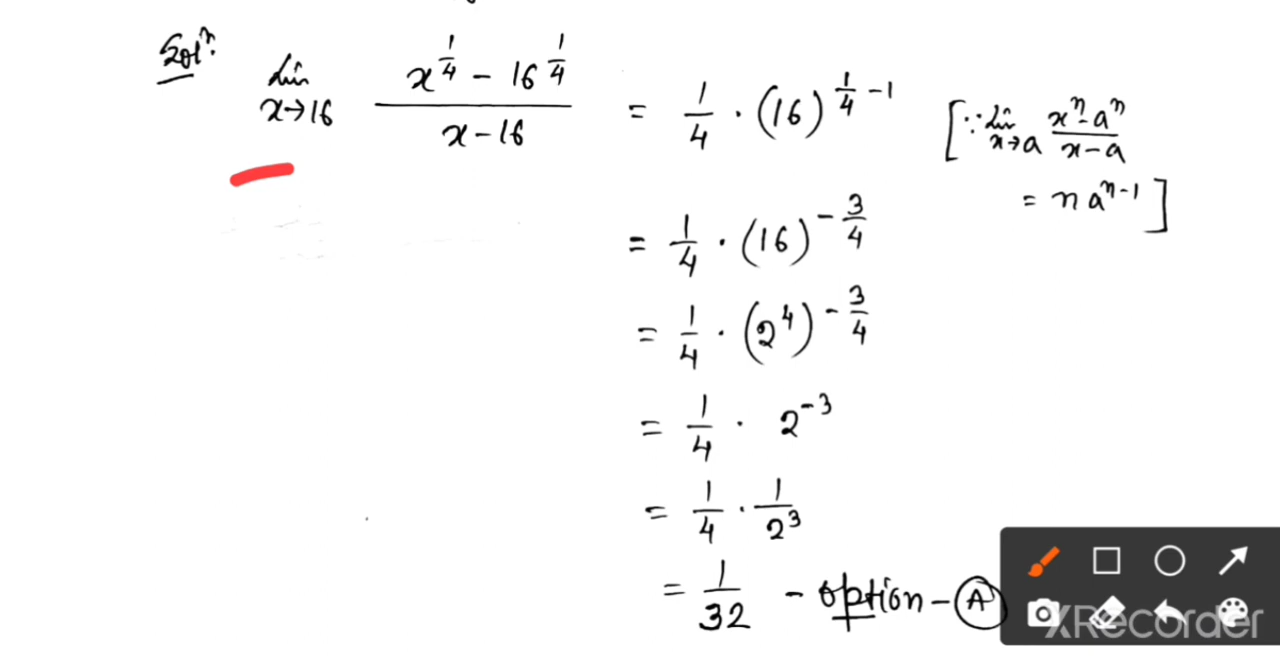 Solⁿ:
lim x→16 (x^{1/4} - 16^{1/4}) / (x - 16) = 1/4 · (16)^{1/4 - 1} [∵ lim x→a (xⁿ - aⁿ) / (x - a)
= n a^{n-1}]
= 1/4 · (16)^{-3/4}
= 1/4 · (2⁴)^{-3/4}
= 1/4 · 2^{-3}
= 1/4 · 1/2³
= 1/32 - option - (A)
XRecorder